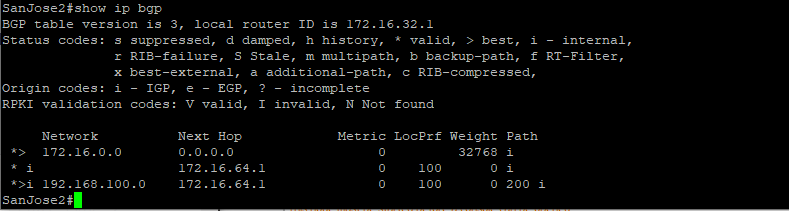 SanJose2#show ip bgp
BGP table version is 3, local router ID is 172.16.32.1
Status codes: s suppressed, d damped, h history, * valid, > best, i - internal,
              r RIB-failure, S Stale, m multipath, b backup-path, f RT-Filter,
              x best-external, a additional-path, c RIB-compressed,
Origin codes: i - IGP, e - EGP, ? - incomplete
RPKI validation codes: V valid, I invalid, N Not found

     Network          Next Hop            Metric LocPrf Weight Path
 *>  172.16.0.0       0.0.0.0                  0         32768 i
 * i                  172.16.64.1              0    100      0 i
 *>i 192.168.100.0    172.16.64.1              0    100      0 200 i
SanJose2#